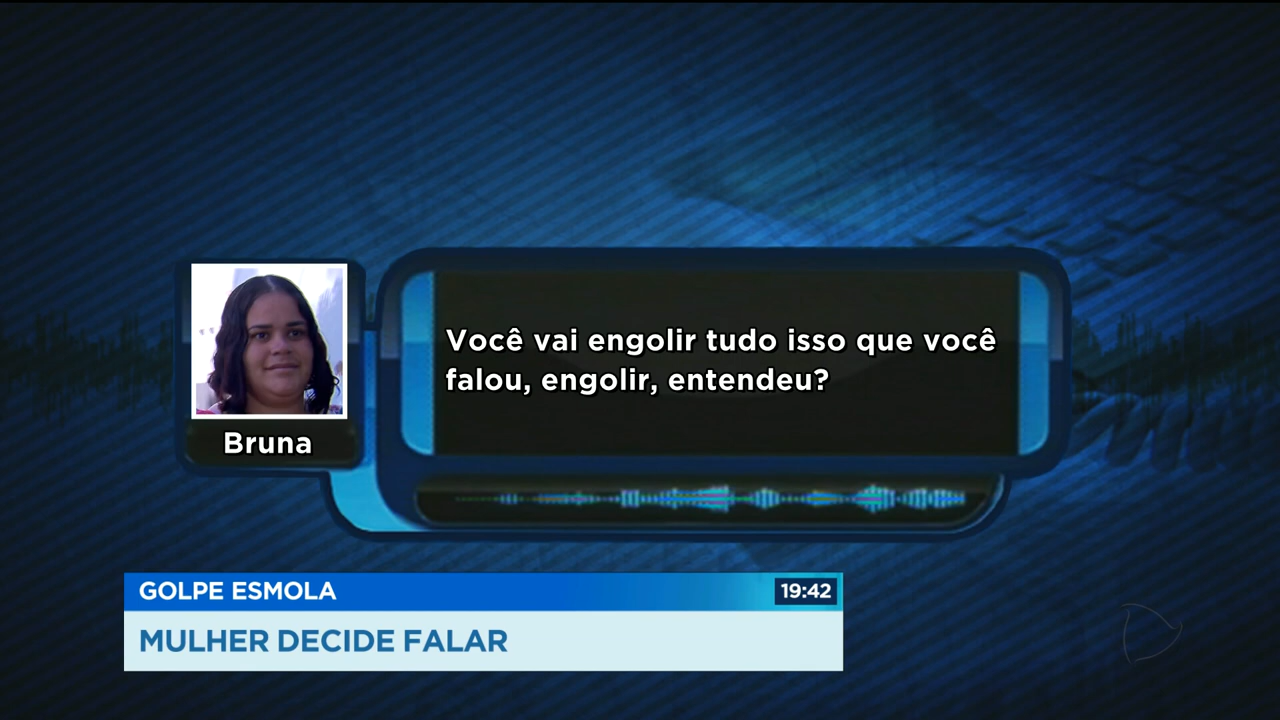 Você vai engolir tudo isso que você
falou, engolir, entendeu?
Bruna
GOLPE ESMOLA
19:42
MULHER DECIDE FALAR